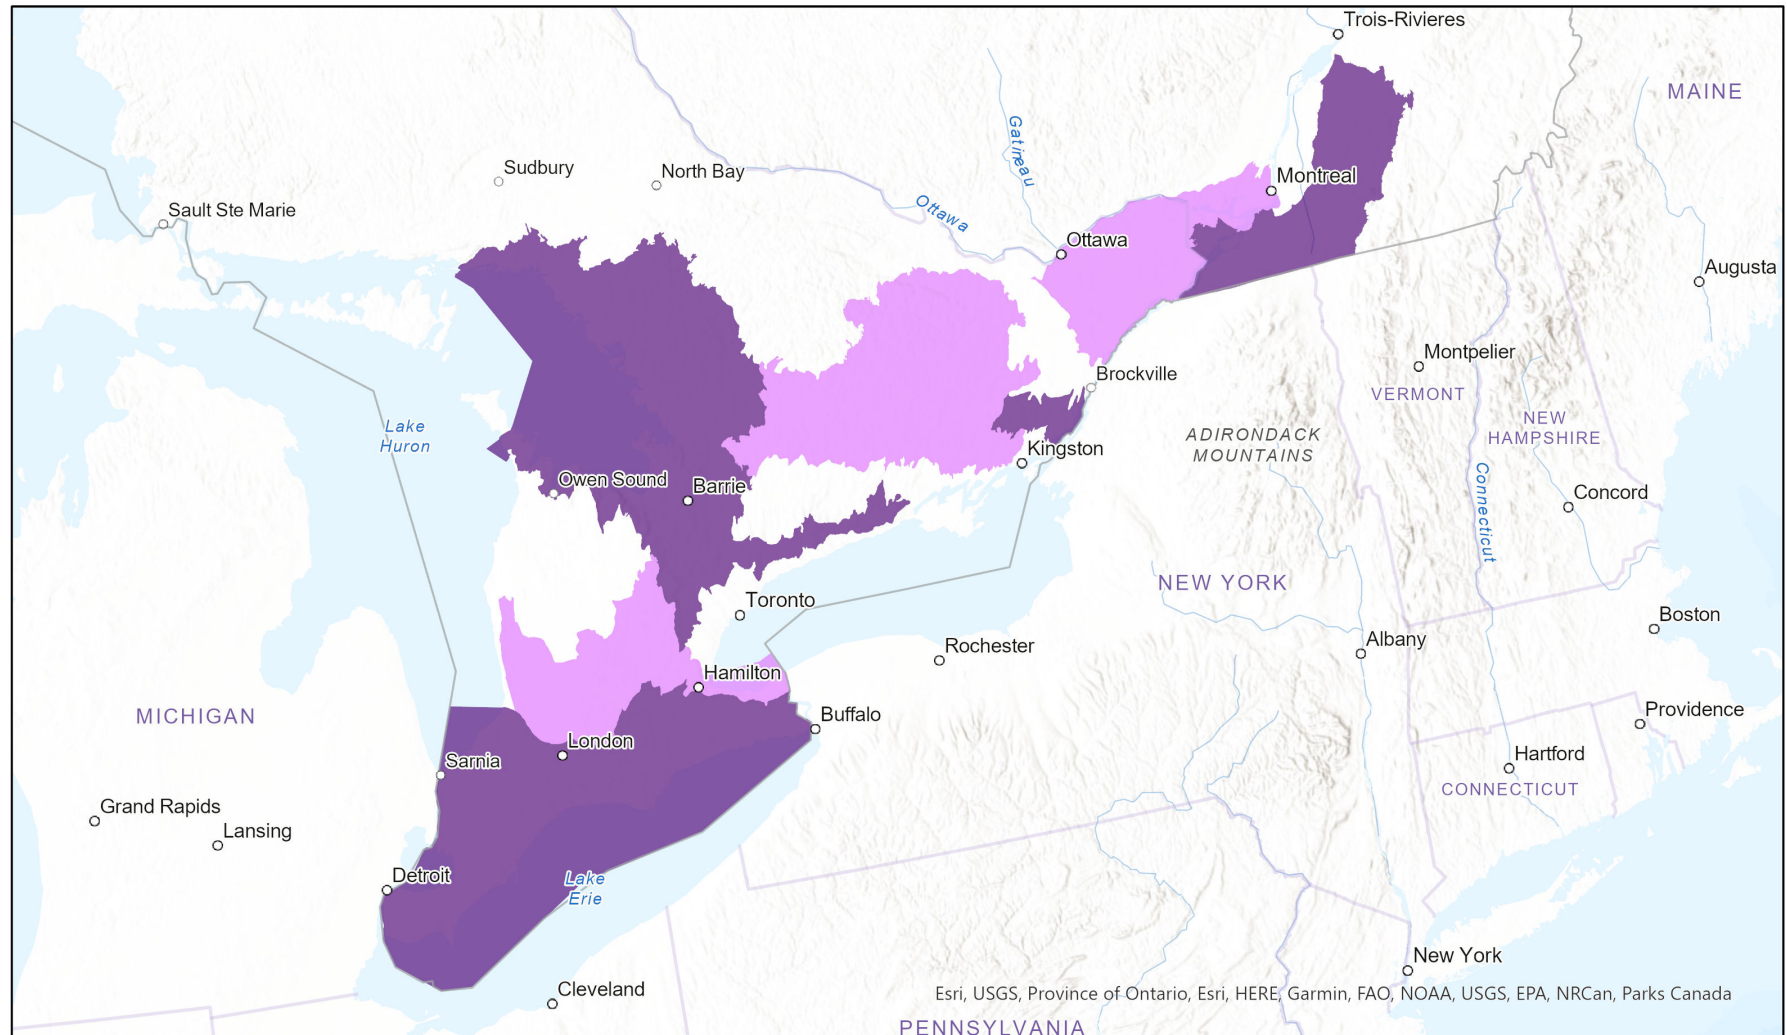 Trois-Rivieres
MAINE
Gatineau
Sudbury
North Bay
Montreal
Sault Ste Marie
Ottawa
Ottawa
Augusta
Montpelier
Brockville
VERMONT
Lake
Huron
NEW
HAMPSHIRE
ADIRONDACK
MOUNTAINS
Kingston
Owen Sound
Barrie
Connecticut
Concord
NEW YORK
Toronto
Boston
Rochester
Albany
Hamilton
MICHIGAN
Buffalo
Providence
London
Sarnia
Hartford
CONNECTICUT
Grand Rapids
Lansing
Detroit
Lake
Erie
New York
Cleveland
Esri, USGS, Province of Ontario, Esri, HERE, Garmin, FAO, NOAA, USGS, EPA, NRCan, Parks Canada
PENNSYLVANIA